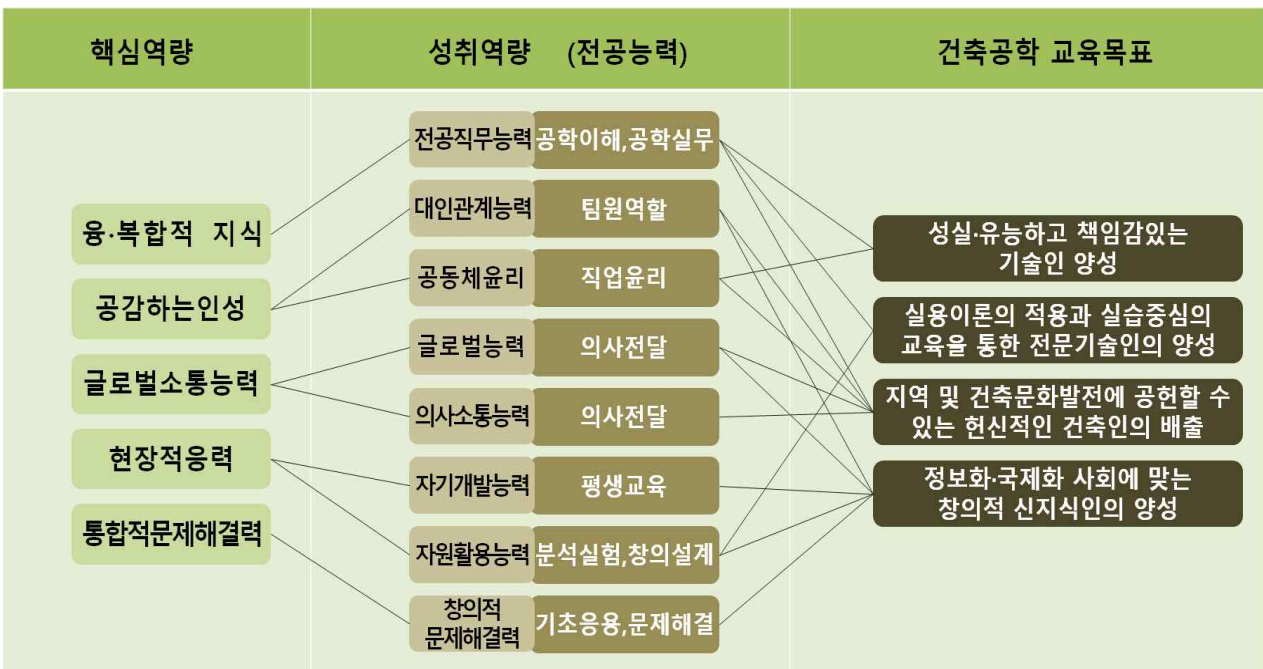 핵심역량
성취역량 (전공능력)
건축공학 교육목표
융·복합적 지식
공감하는인성
글로벌소통능력
현장적응력
통합적문제해결력
전공직무능력 공학이해,공학실무
대인관계능력 팀원역할
공동체윤리 직업윤리
글로벌능력 의사전달
의사소통능력 의사전달
자기개발능력 평생교육
자원활용능력 분석실험,창의설계
창의적
문제해결력
기초응용,문제해결
성실·유능하고 책임감있는
기술인 양성
실용이론의 적용과 실습중심의
교육을 통한 전문기술인의 양성
지역 및 건축문화발전에 공헌할 수
있는 헌신적인 건축인의 배출
정보화·국제화 사회에 맞는
창의적 신지식인의 양성